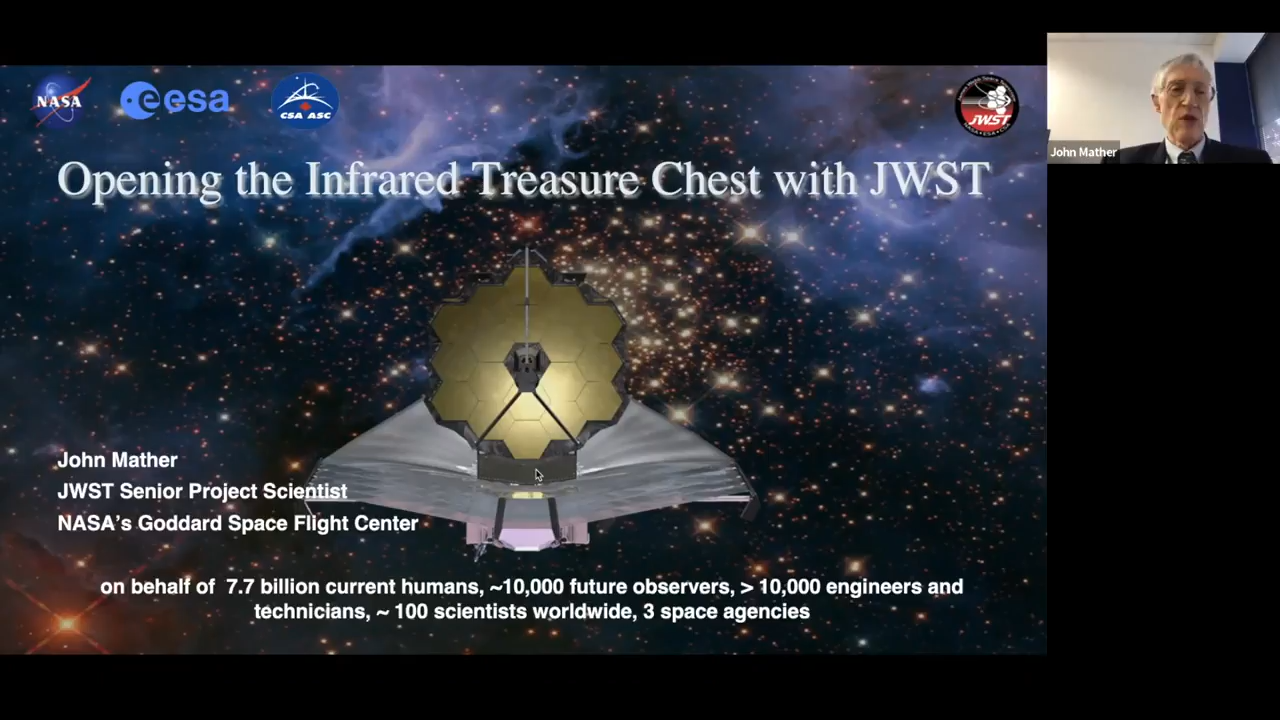 NASA
esa
CSA ASC
JWST
Opening the Infrared Treasure Chest with JWST
John Mather
John Mather
JWST Senior Project Scientist
NASA's Goddard Space Flight Center
on behalf of 7.7 billion current humans, ~10,000 future observers, > 10,000 engineers and
technicians, ~ 100 scientists worldwide, 3 space agencies